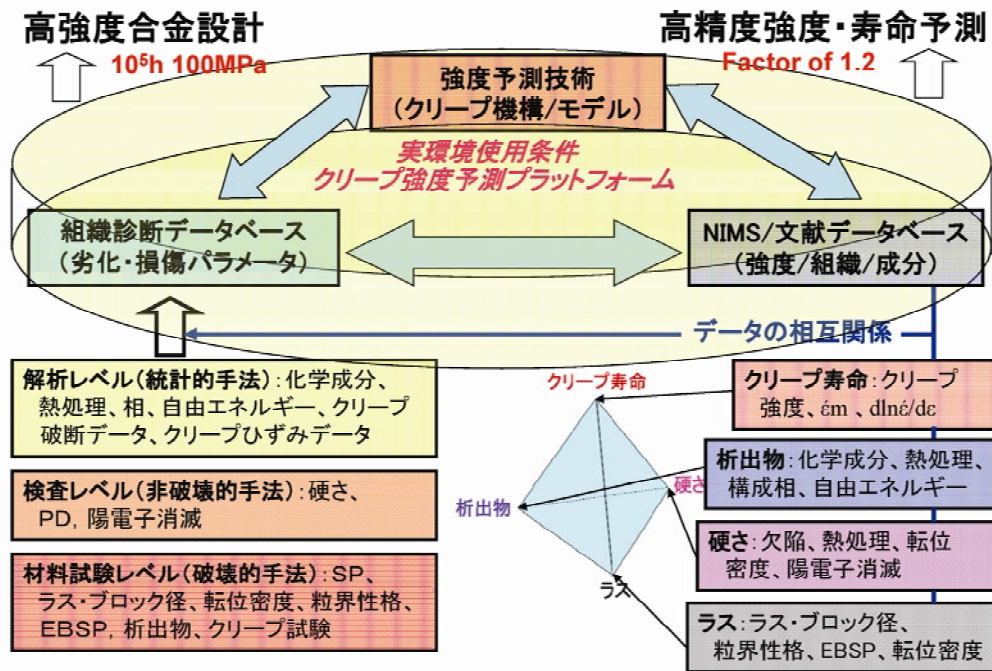 高強度合金設計
10⁵h 100MPa
高精度強度・寿命予測
Factor of 1.2
強度予測技術
(クリープ機構/モデル)
実環境使用条件
クリープ強度予測プラットフォーム
組織診断データベース
(劣化・損傷パラメータ)
NIMS/文献データベース
(強度/組織/成分)
データの相互関係
解析レベル(統計的手法):化学成分、
熱処理、相、自由エネルギー、クリープ
破断データ、クリープひずみデータ
検査レベル(非破壊的手法):硬さ、
PD, 陽電子消滅
材料試験レベル(破壊的手法):SP、
ラス・ブロック径、転位密度、粒界性格、
EBSP, 析出物、クリープ試験
クリープ寿命
析出物
硬さ
ラス
クリープ寿命:クリープ
強度、έm 、dlnέ/dε
析出物:化学成分、熱処理、
構成相、自由エネルギー
硬さ:欠陥、熱処理、転位
密度、陽電子消滅
ラス:ラス・ブロック径、
粒界性格、EBSP、転位密度